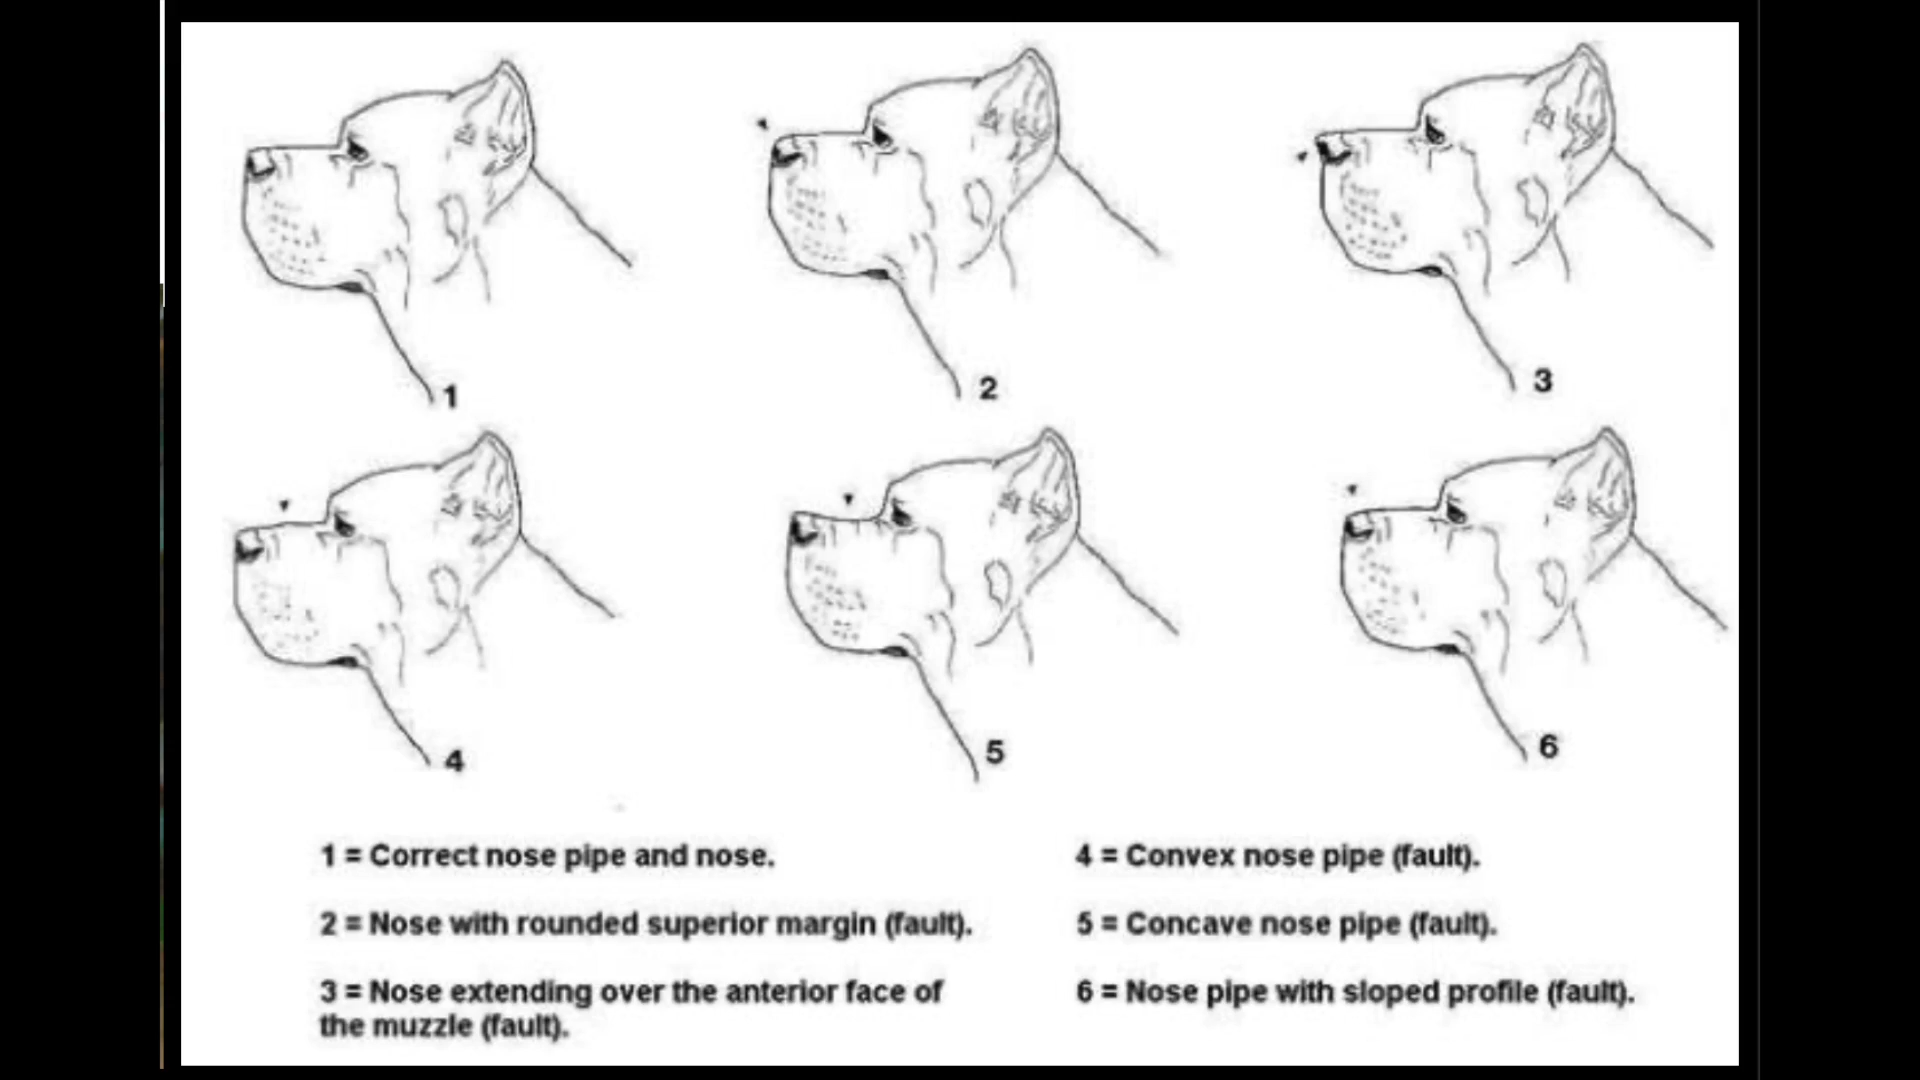 1
2
3
4
5
6
1 = Correct nose pipe and nose.
2 = Nose with rounded superior margin (fault).
3 = Nose extending over the anterior face of
the muzzle (fault).
4 = Convex nose pipe (fault).
5 = Concave nose pipe (fault).
6 = Nose pipe with sloped profile (fault).